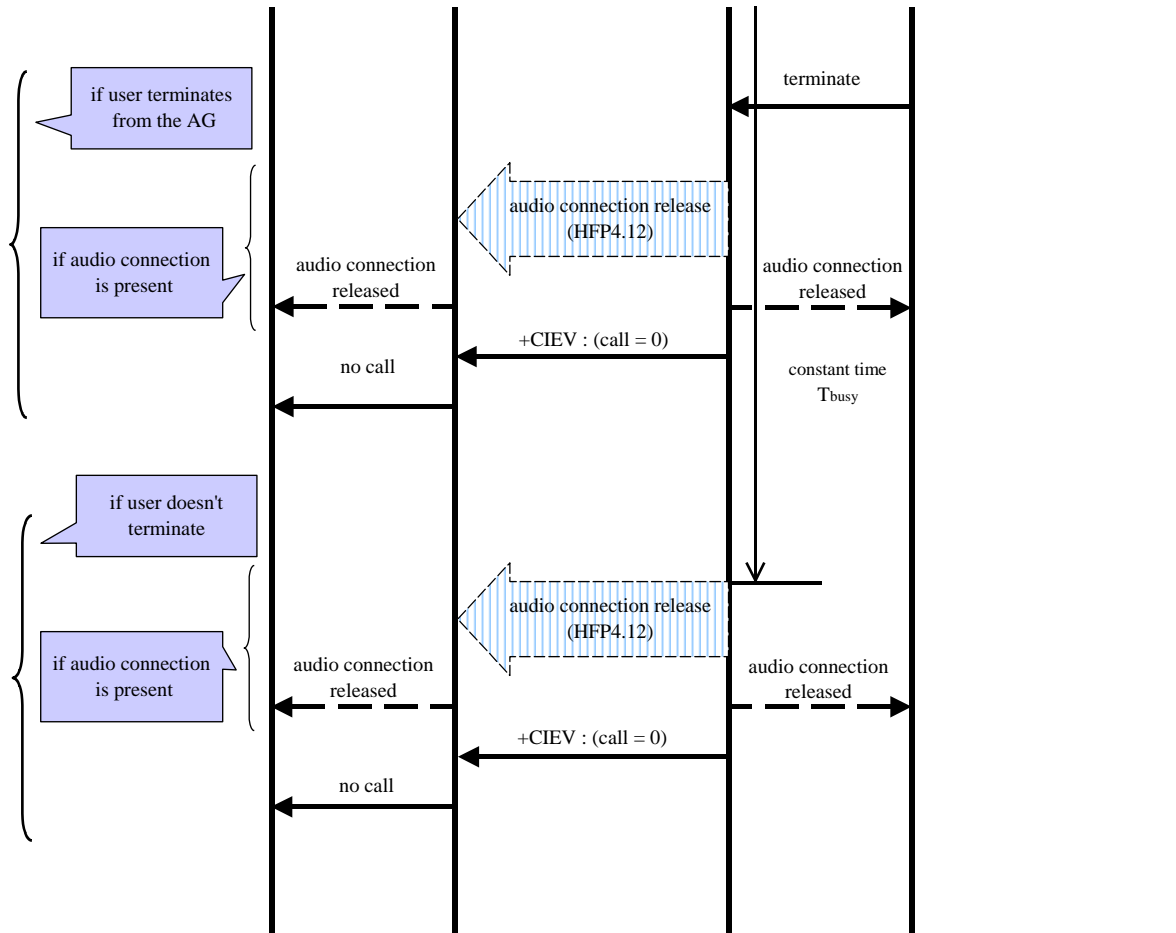 terminate
if user terminates
from the AG
audio connection release
(HFP4.12)
if audio connection
is present
audio connection
released
audio connection
released
+CIEV : (call = 0)
no call
constant time
Tbusy
if user doesn't
terminate
audio connection release
(HFP4.12)
if audio connection
is present
audio connection
released
audio connection
released
+CIEV : (call = 0)
no call